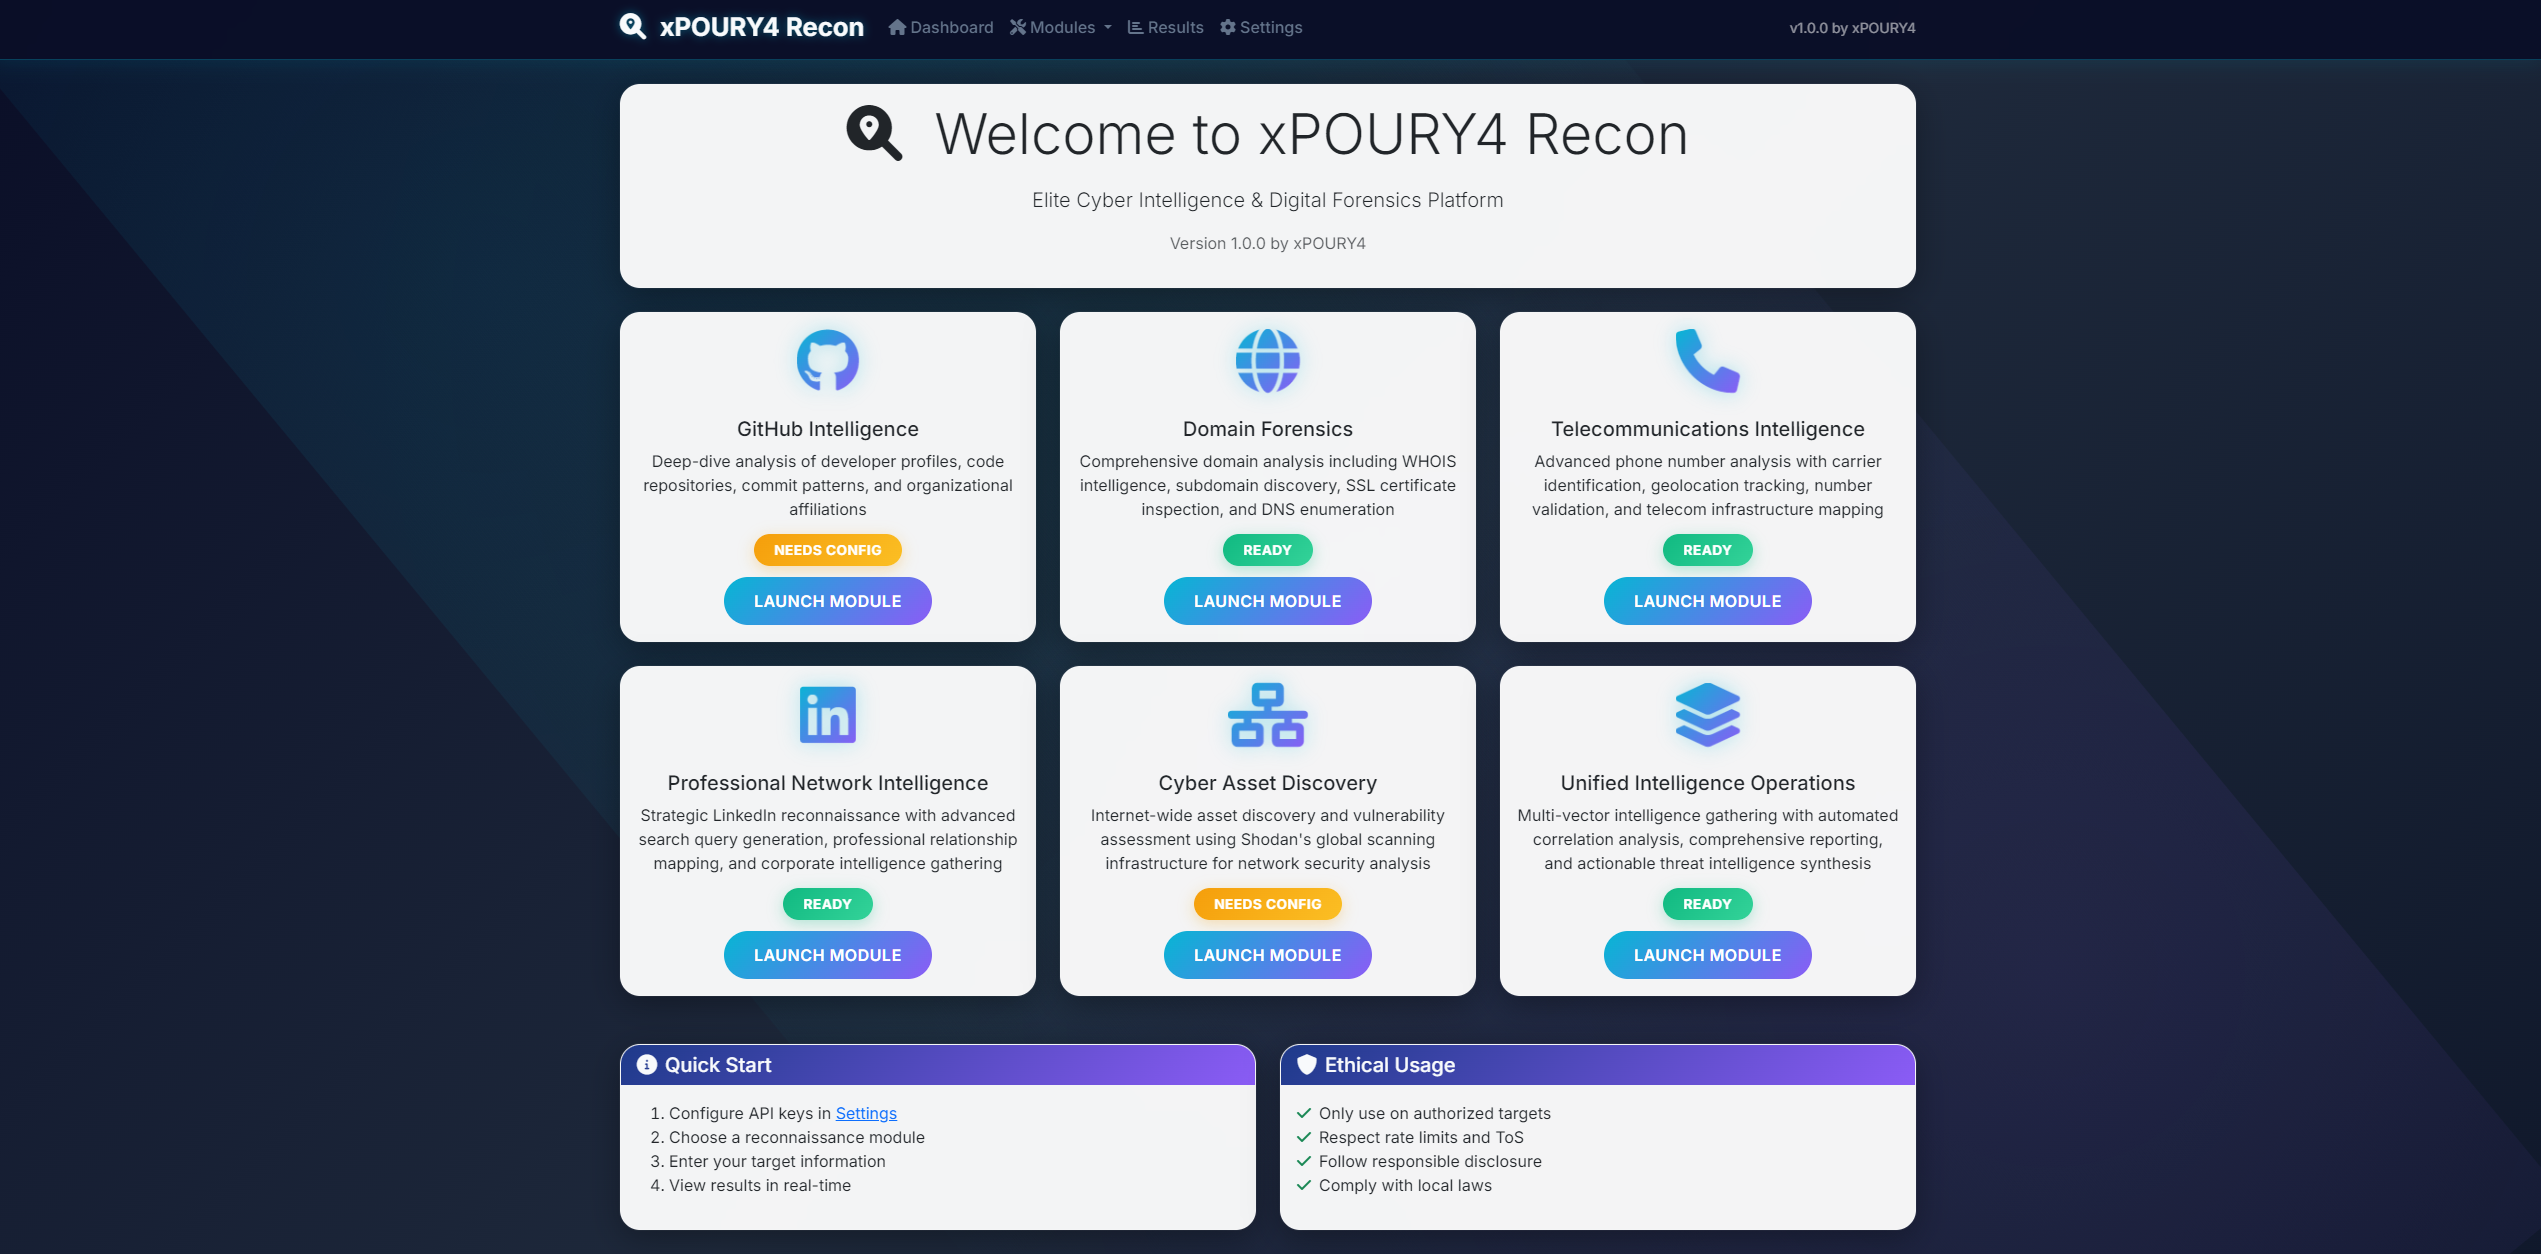 xPOURY4 Recon Dashboard Modules Results Settings v1.0.0 by xPOURY4
Welcome to xPOURY4 Recon
Elite Cyber Intelligence & Digital Forensics Platform
Version 1.0.0 by xPOURY4
GitHub Intelligence
Deep-dive analysis of developer profiles, code
repositories, commit patterns, and organizational
affiliations
NEEDS CONFIG
LAUNCH MODULE
Domain Forensics
Comprehensive domain analysis including WHOIS
intelligence, subdomain discovery, SSL certificate
inspection, and DNS enumeration
READY
LAUNCH MODULE
Telecommunications Intelligence
Advanced phone number analysis with carrier
identification, geolocation tracking, number
validation, and telecom infrastructure mapping
READY
LAUNCH MODULE
in
Professional Network Intelligence
Strategic LinkedIn reconnaissance with advanced
search query generation, professional relationship
mapping, and corporate intelligence gathering
READY
LAUNCH MODULE
Cyber Asset Discovery
Internet-wide asset discovery and vulnerability
assessment using Shodan's global scanning
infrastructure for network security analysis
NEEDS CONFIG
LAUNCH MODULE
Unified Intelligence Operations
Multi-vector intelligence gathering with automated
correlation analysis, comprehensive reporting,
and actionable threat intelligence synthesis
READY
LAUNCH MODULE
Quick Start
1. Configure API keys in Settings
2. Choose a reconnaissance module
3. Enter your target information
4. View results in real-time
Ethical Usage
Only use on authorized targets
Respect rate limits and ToS
Follow responsible disclosure
Comply with local laws